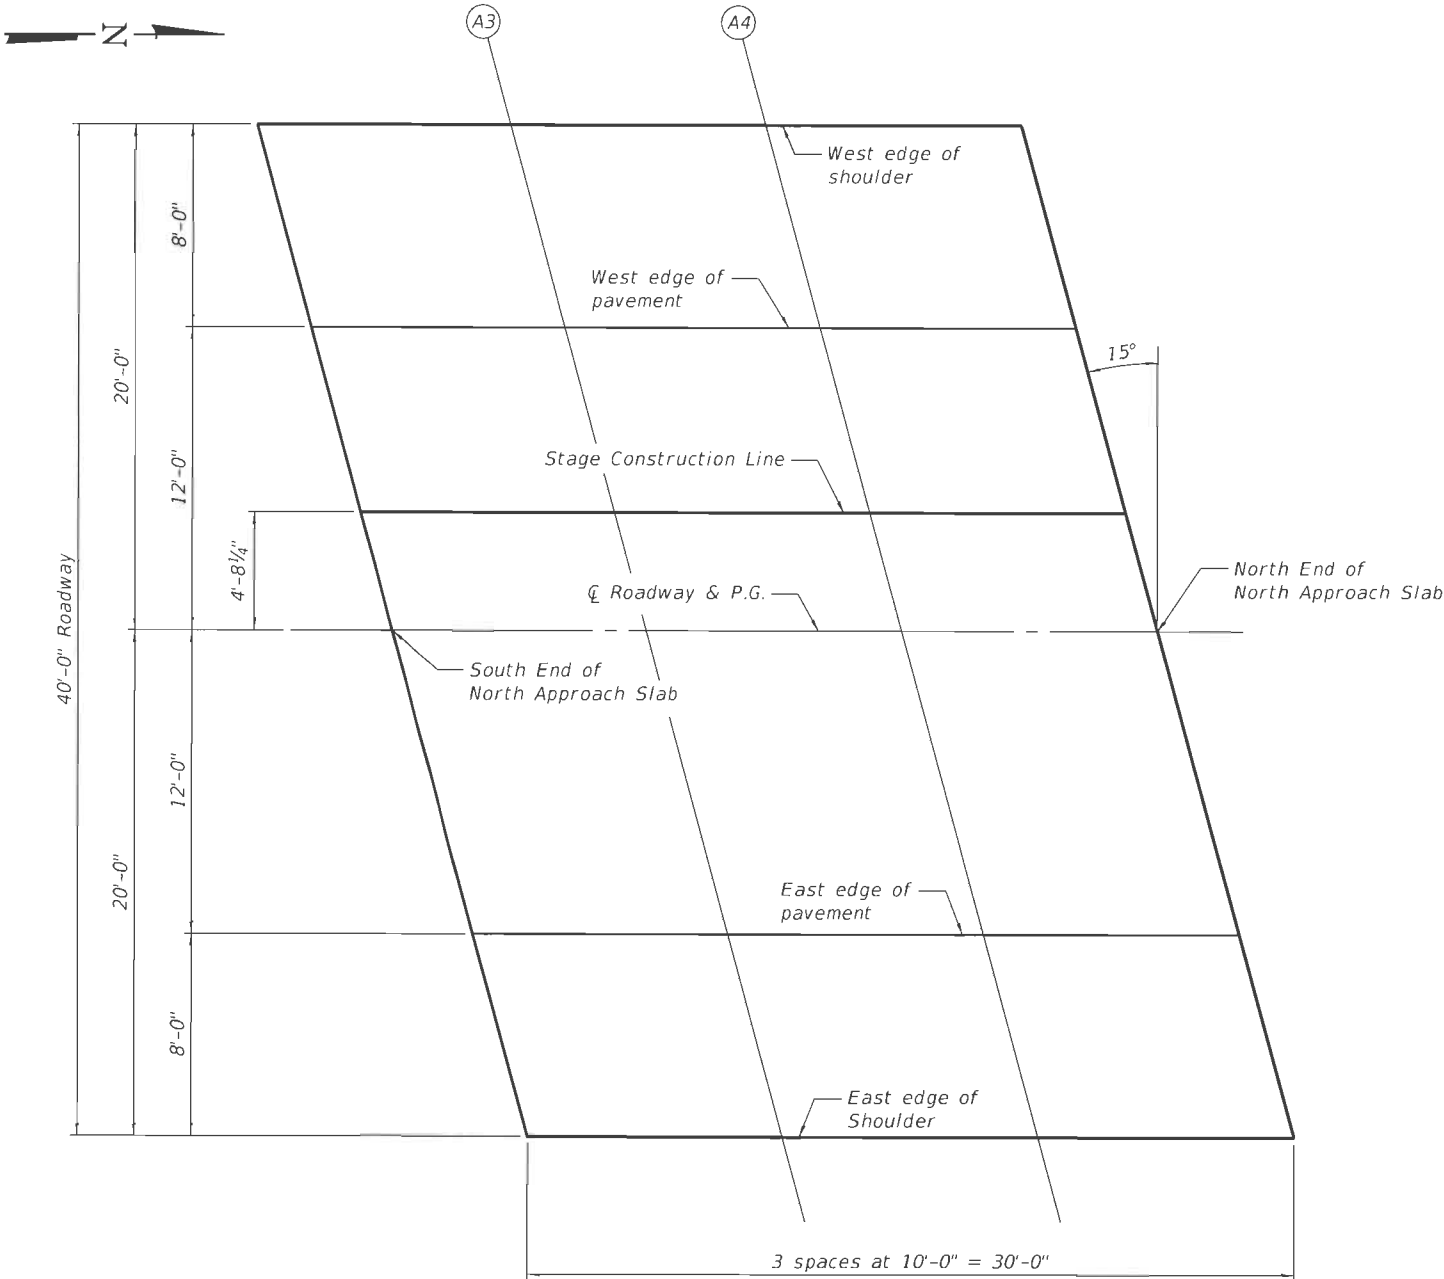 N
A3
A4
West edge of
shoulder
8'-0"
West edge of
pavement
15°
20'-0"
12'-0"
Stage Construction Line
4'-8¼"
40'-0" Roadway
℄ Roadway & P.G.
North End of
North Approach Slab
South End of
North Approach Slab
12'-0"
20'-0"
East edge of
pavement
8'-0"
East edge of
Shoulder
3 spaces at 10'-0" = 30'-0"